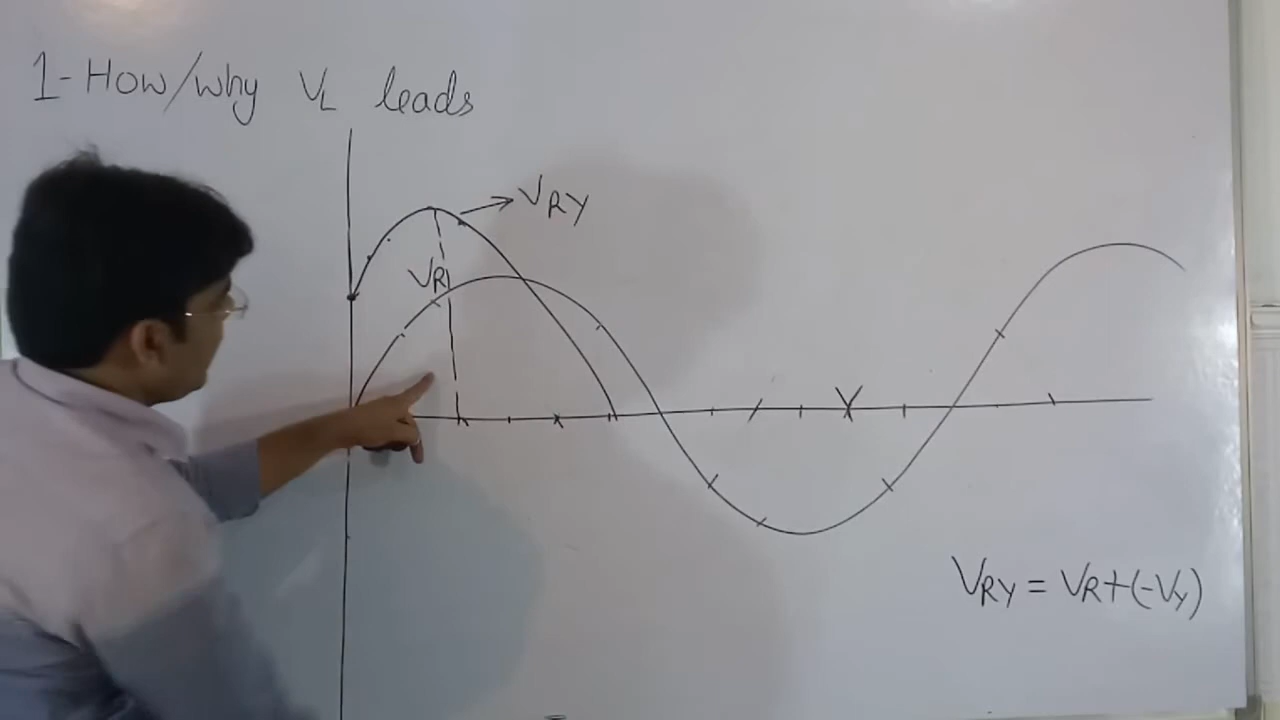 1- How/why VL leads
VRY
VR
Y
VRY = VR+(-VY)